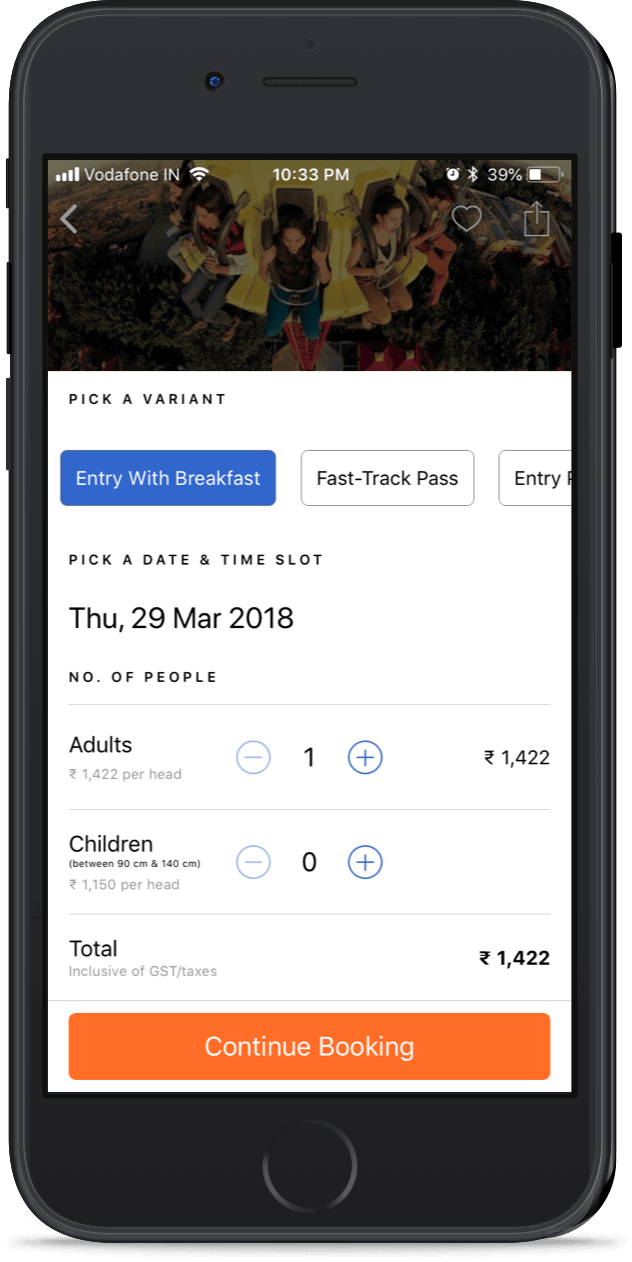 Vodafone IN 10:33 PM 39%
PICK A VARIANT
Entry With Breakfast Fast-Track Pass Entry
PICK A DATE & TIME SLOT
Thu, 29 Mar 2018
NO. OF PEOPLE
Adults
₹ 1,422 per head
1
₹ 1,422
Children
(between 90 cm & 140 cm)
₹ 1,150 per head
0
Total
Inclusive of GST/taxes
₹ 1,422
Continue Booking